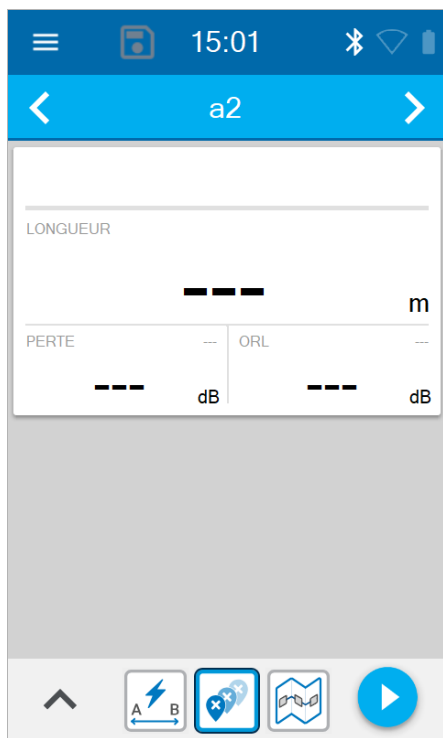 15:01
a2
LONGUEUR
--- m
PERTE --- ORL ---
--- dB --- dB
A B